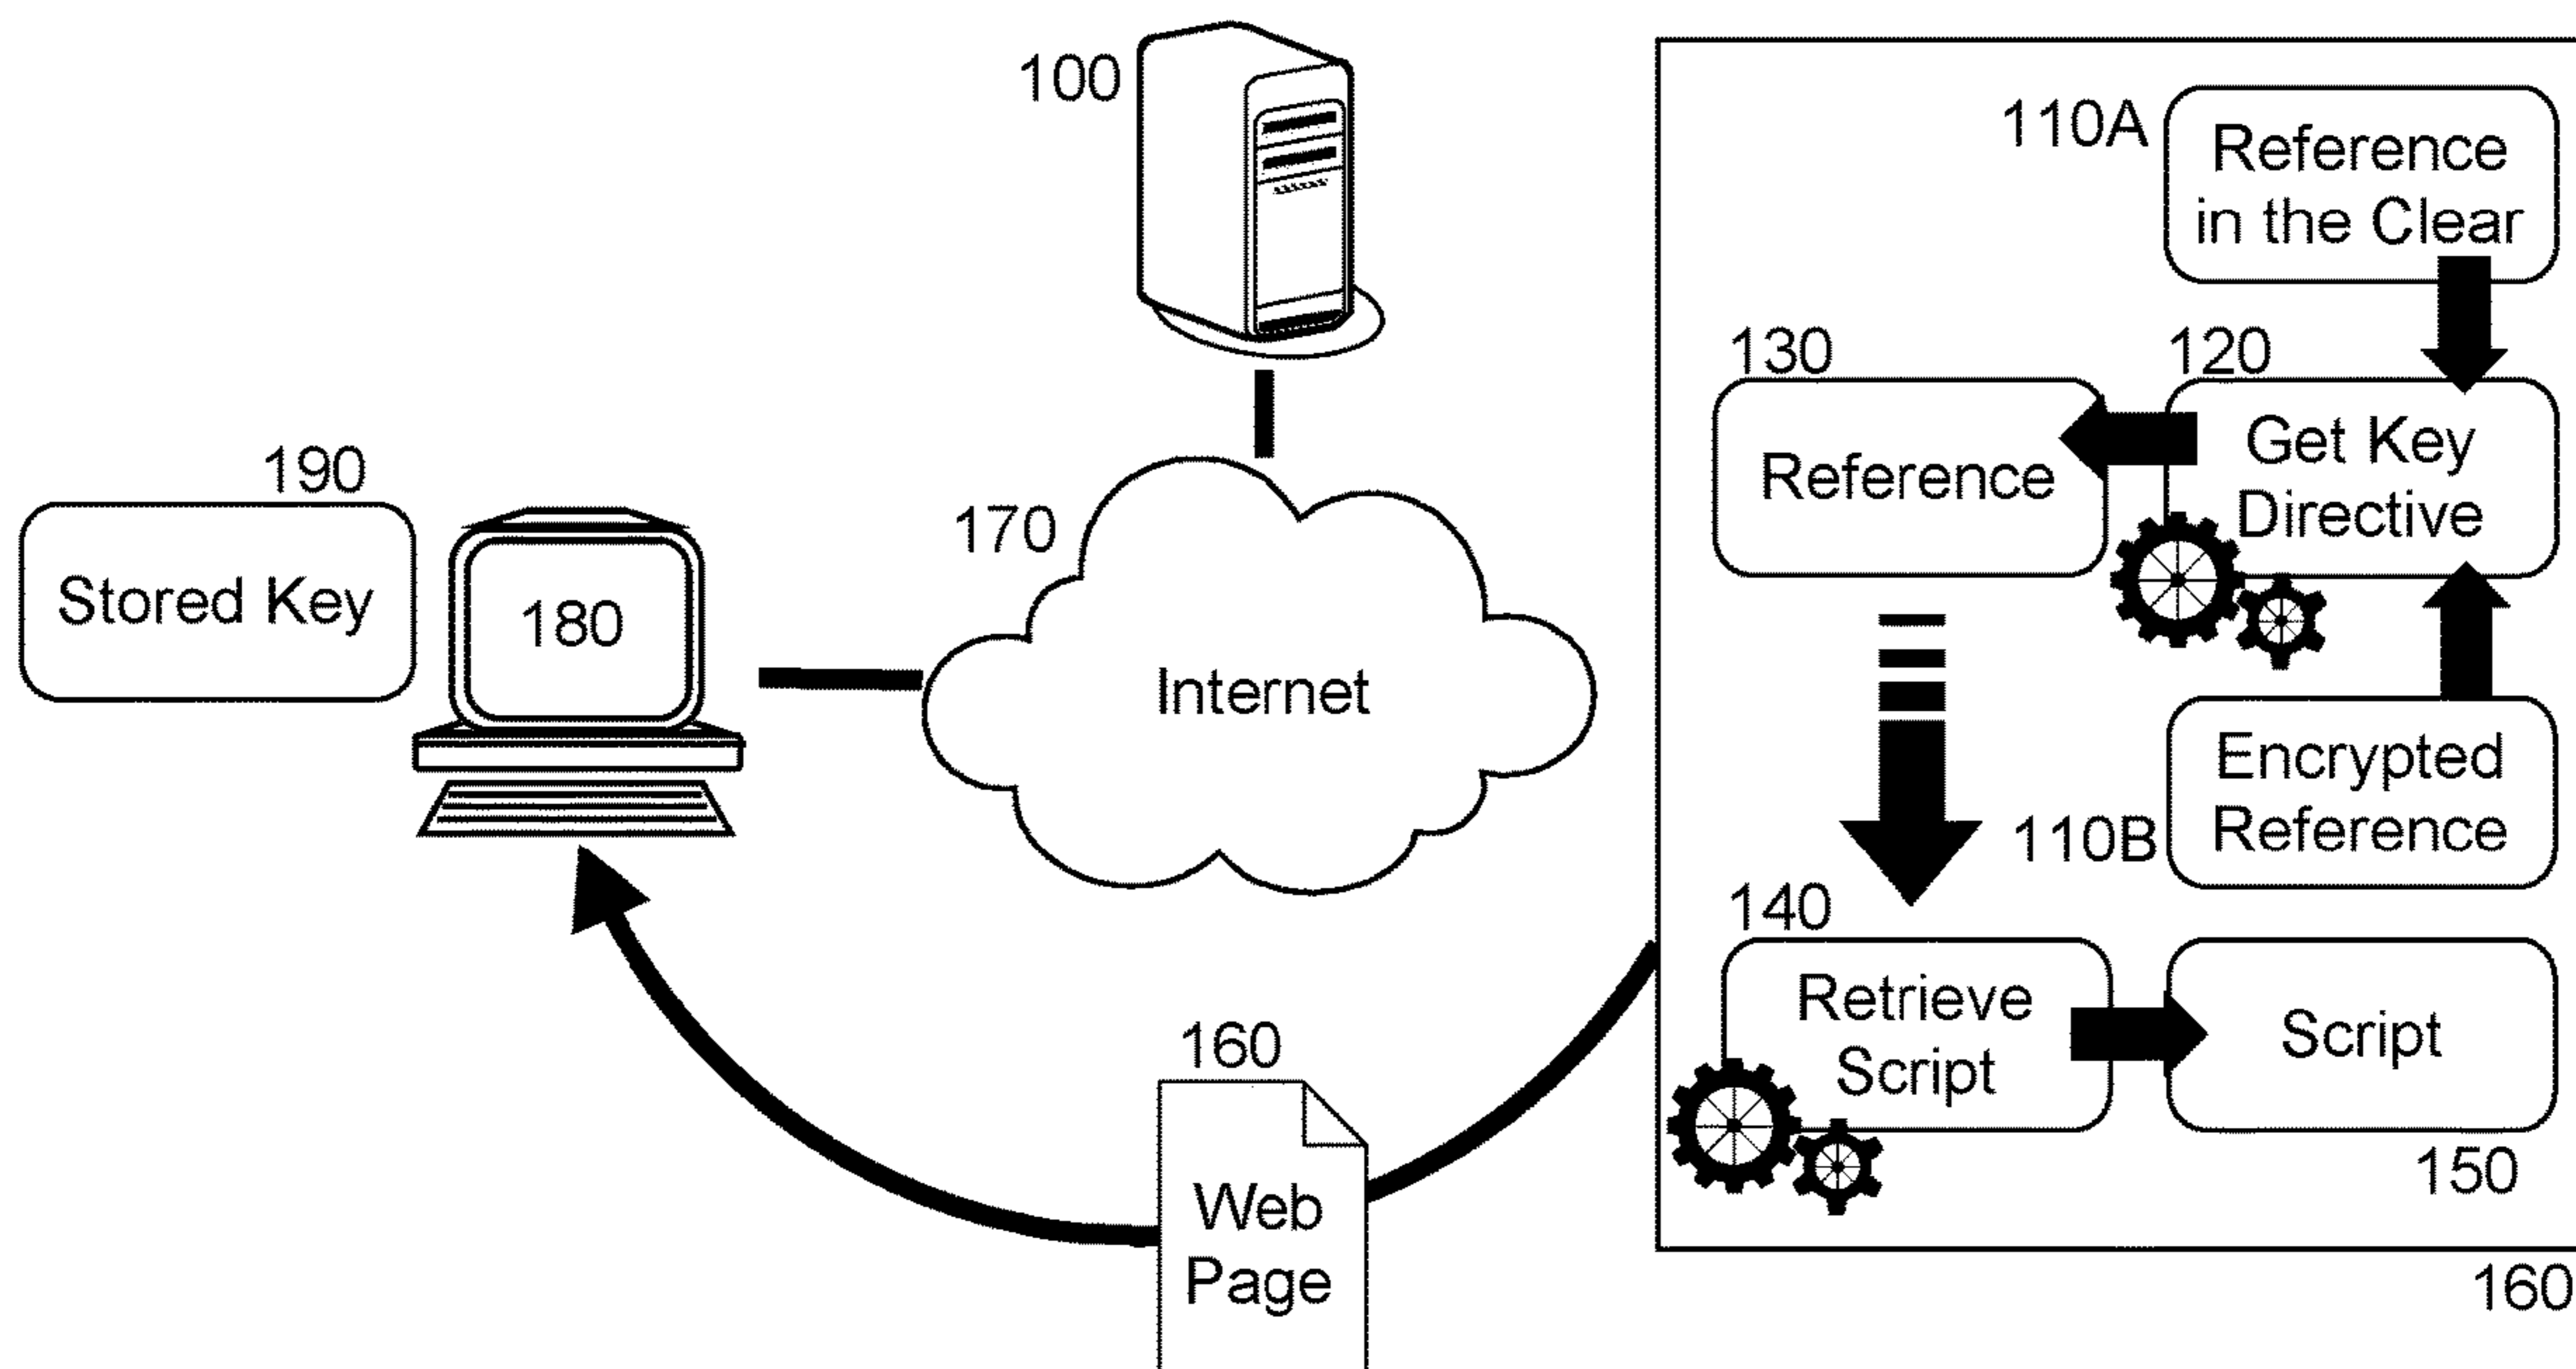 100
190
Stored Key
180
170
Internet
160
Web
Page
110A
Reference
in the Clear
130
120
Reference
Get Key
Directive
Encrypted
Reference
110B
140
Retrieve
Script
Script
150
160